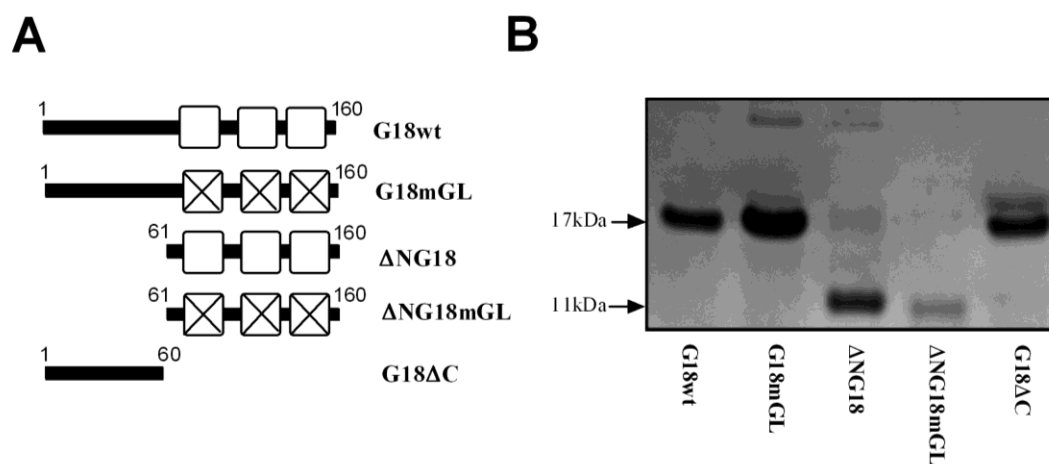 A
B
1 160
G18wt
1 160
G18mGL
61 160
ΔNG18
61 160
ΔNG18mGL
1 60
G18ΔC
17kDa
11kDa
G18wt
G18mGL
ΔNG18
ΔNG18mGL
G18ΔC